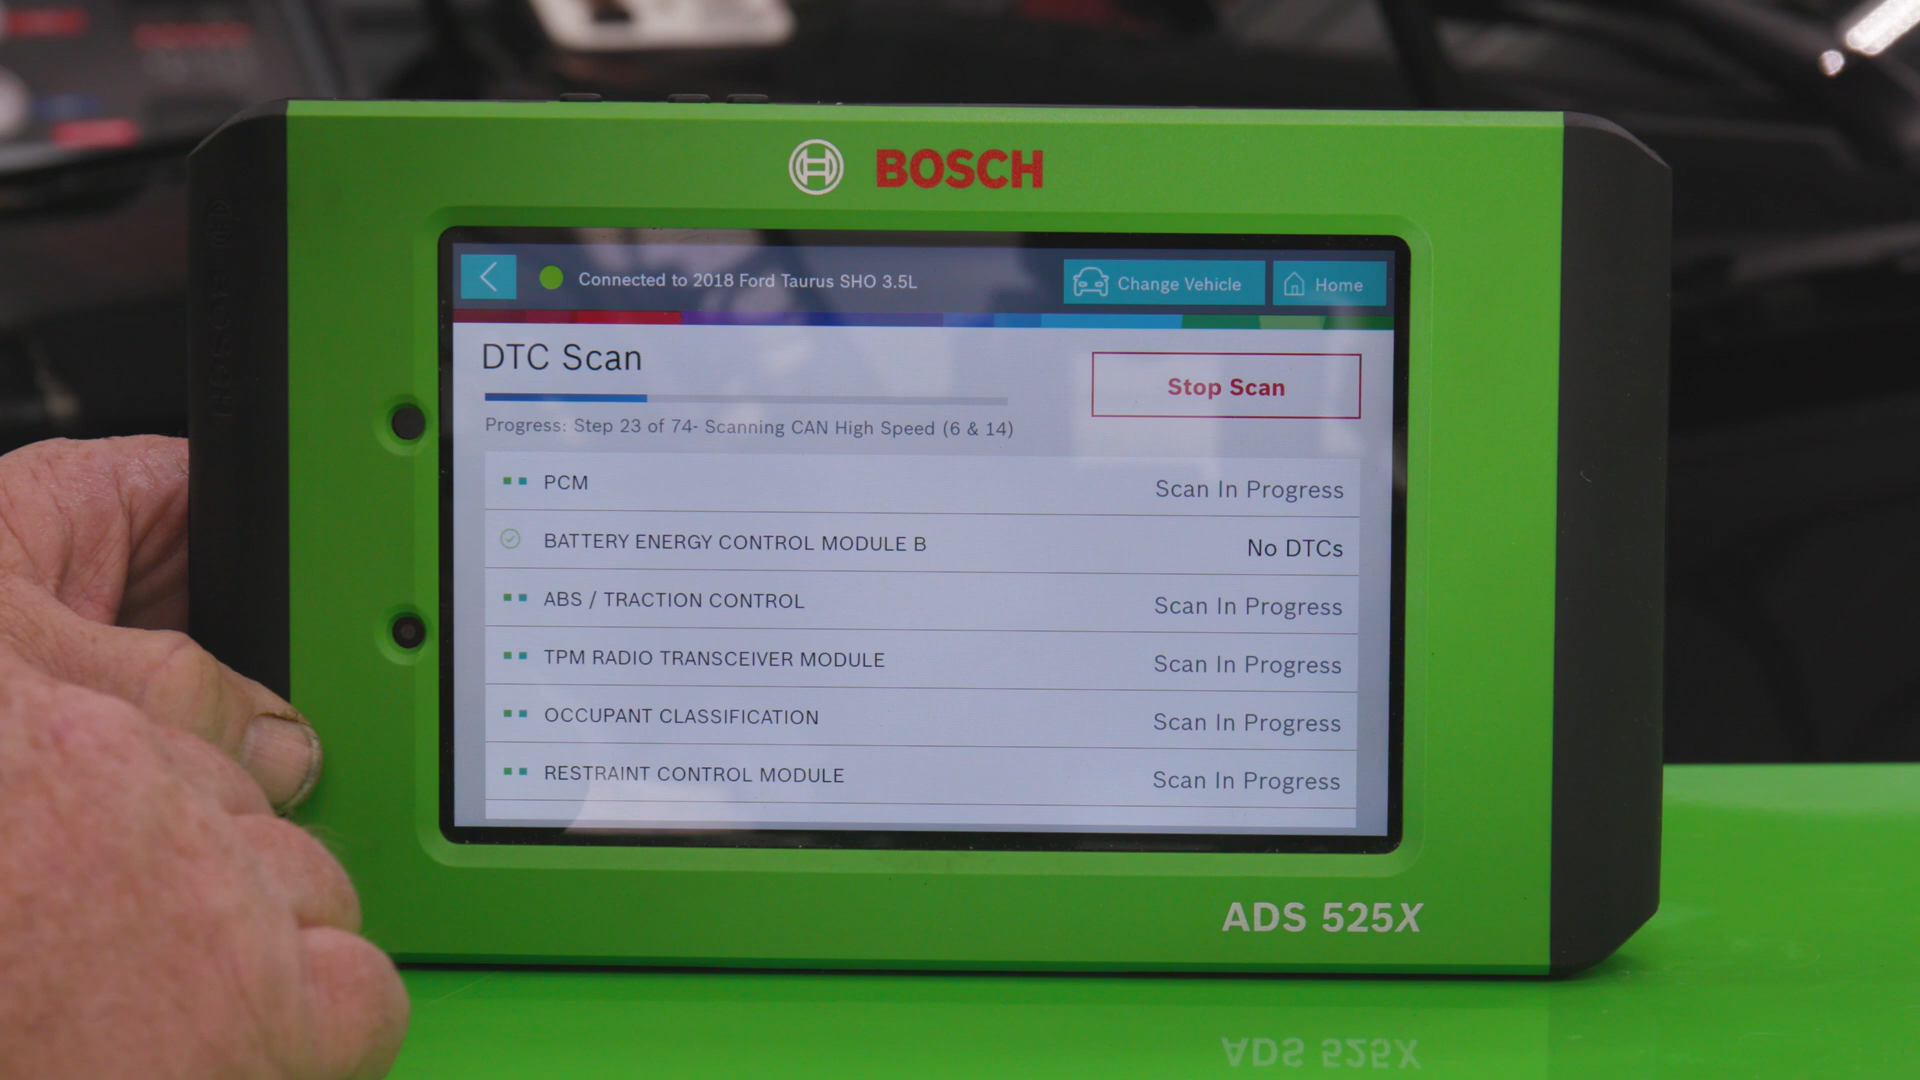 BOSCH
Connected to 2018 Ford Taurus SHO 3.5L
Change Vehicle
Home
DTC Scan
Stop Scan
Progress: Step 23 of 74- Scanning CAN High Speed (6 & 14)
PCM
Scan In Progress
BATTERY ENERGY CONTROL MODULE B
No DTCs
ABS / TRACTION CONTROL
Scan In Progress
TPM RADIO TRANSCEIVER MODULE
Scan In Progress
OCCUPANT CLASSIFICATION
Scan In Progress
RESTRAINT CONTROL MODULE
Scan In Progress
ADS 525X
BOSCH